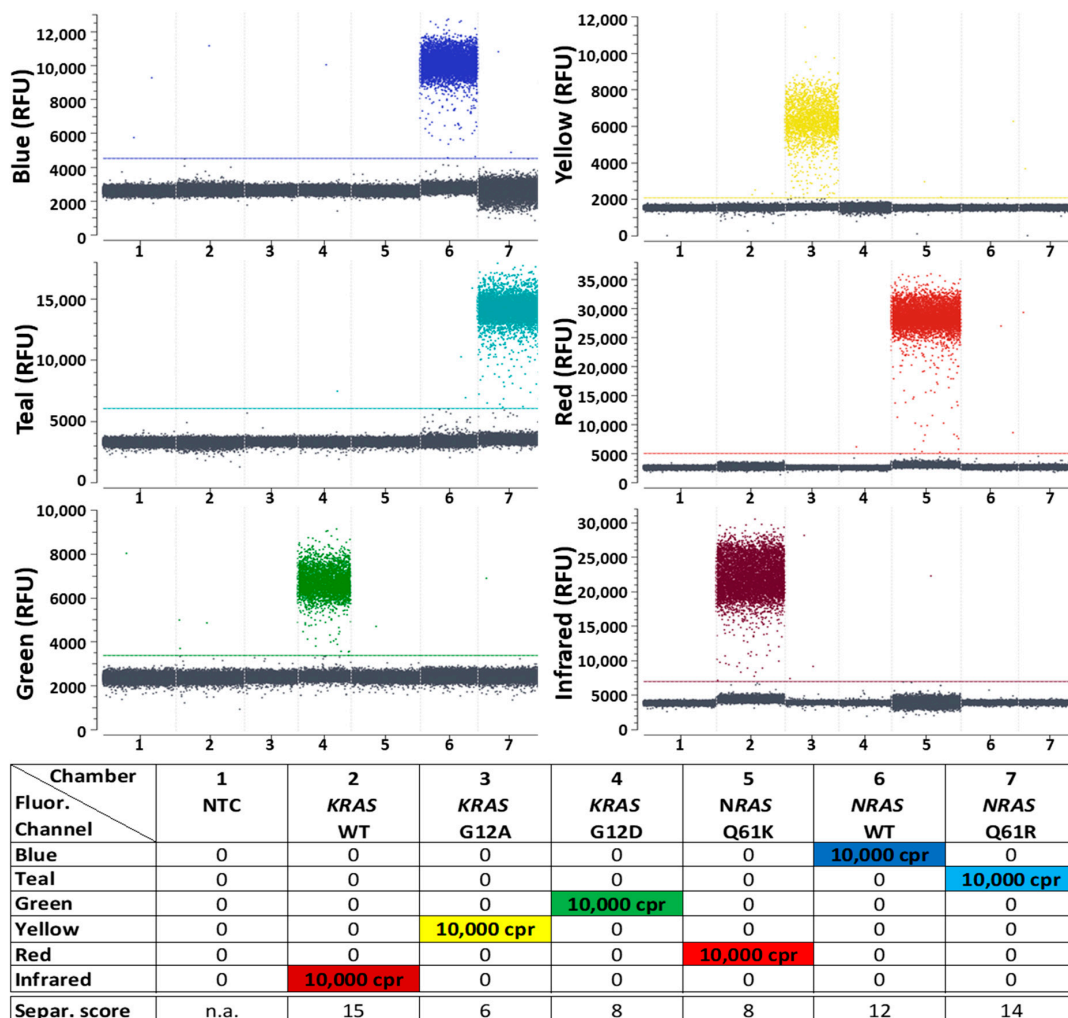 12,000
10,000
8000
6000
4000
2000
0
Blue (RFU)
1 2 3 4 5 6 7
12,000
10,000
8000
6000
4000
2000
0
Yellow (RFU)
1 2 3 4 5 6 7
15,000
10,000
5000
0
Teal (RFU)
1 2 3 4 5 6 7
35,000
30,000
25,000
20,000
15,000
10,000
5000
0
Red (RFU)
1 2 3 4 5 6 7
10,000
8000
6000
4000
2000
0
Green (RFU)
1 2 3 4 5 6 7
30,000
25,000
20,000
15,000
10,000
5000
0
Infrared (RFU)
1 2 3 4 5 6 7
Chamber 1 2 3 4 5 6 7
Fluor. NTC KRAS KRAS KRAS NRAS NRAS NRAS
Channel WT G12A G12D Q61K WT Q61R
Blue 0 0 0 0 0 10,000 cpr 0
Teal 0 0 0 0 0 0 10,000 cpr
Green 0 0 0 10,000 cpr 0 0 0
Yellow 0 0 10,000 cpr 0 0 0 0
Red 0 0 0 0 10,000 cpr 0 0
Infrared 0 10,000 cpr 0 0 0 0 0
Separ. score n.a. 15 6 8 8 12 14